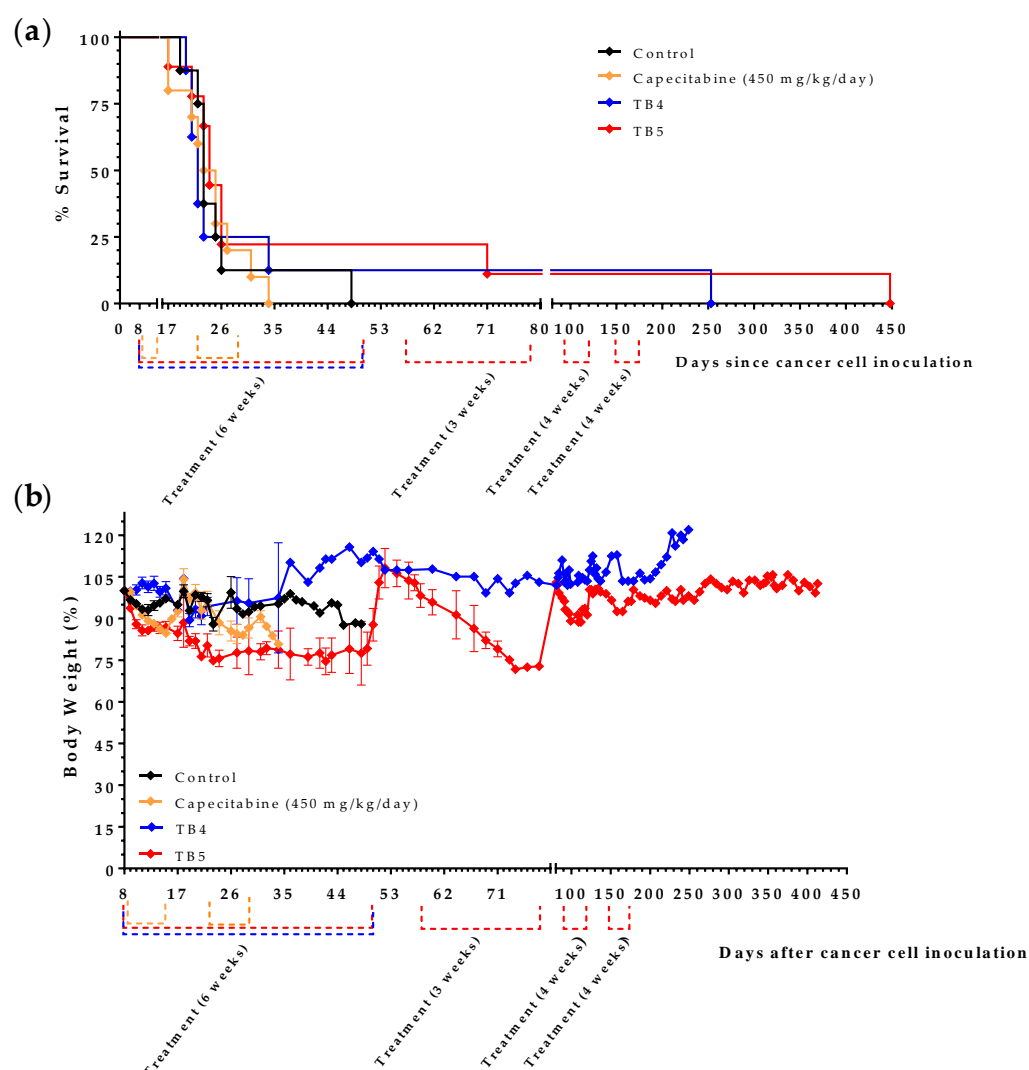 (a)
% Survival
100
75
50
25
0
Control
Capecitabine (450 mg/kg/day)
TB4
TB5
0 8 17 26 35 44 53 62 71 80 100 150 200 250 300 350 400 450
Days since cancer cell inoculation
Treatment (6 weeks)
Treatment (3 weeks)
Treatment (4 weeks)
Treatment (4 weeks)
(b)
Body Weight (%)
120
105
90
75
60
45
30
15
0
Control
Capecitabine (450 mg/kg/day)
TB4
TB5
8 17 26 35 44 53 62 71 100 150 200 250 300 350 400 450
Days after cancer cell inoculation
Treatment (6 weeks)
Treatment (3 weeks)
Treatment (4 weeks)
Treatment (4 weeks)